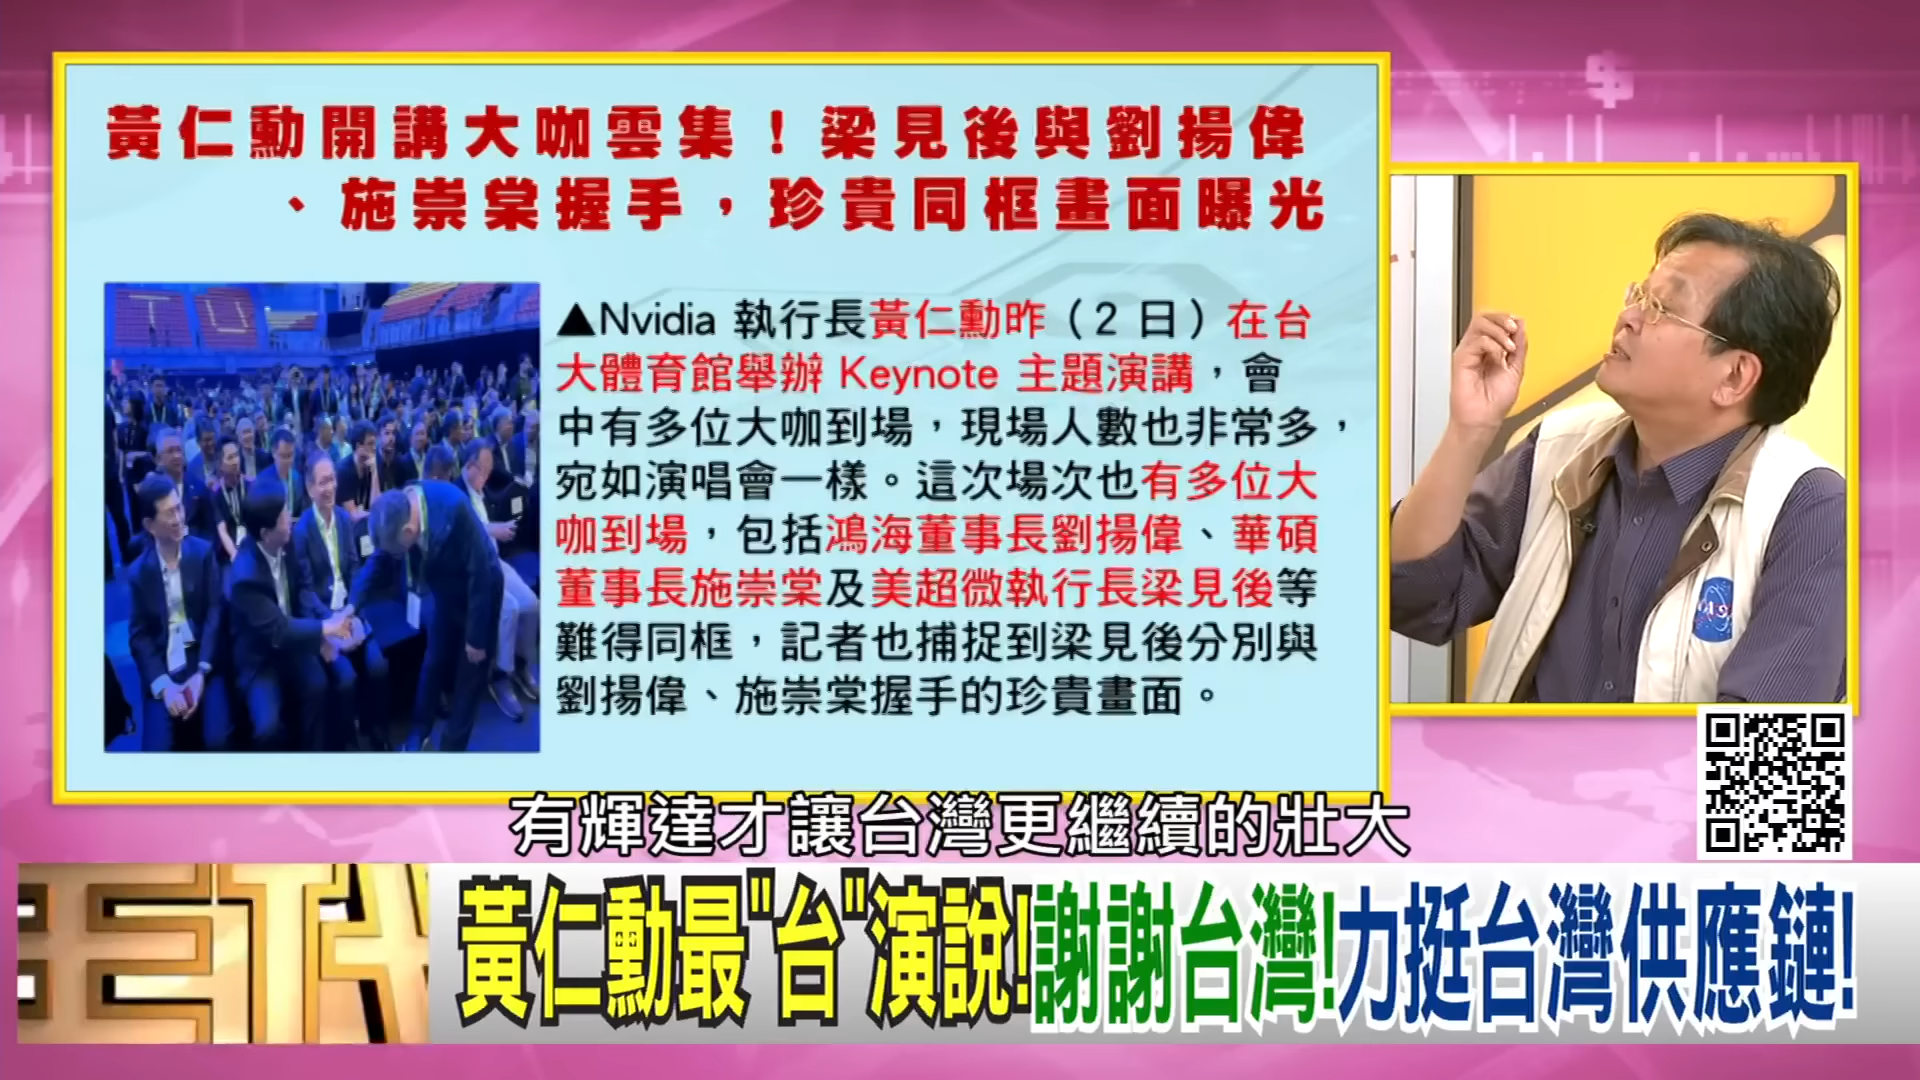 黃仁勳開講大咖雲集！梁見後與劉揚偉
、施崇棠握手，珍貴同框畫面曝光
TU
▲Nvidia 執行長黃仁勳昨（2 日）在台
大體育館舉辦 Keynote 主題演講，會
中有多位大咖到場，現場人數也非常多，
宛如演唱會一樣。這次場次也有多位大
咖到場，包括鴻海董事長劉揚偉、華碩
董事長施崇棠及美超微執行長梁見後等
難得同框，記者也捕捉到梁見後分別與
劉揚偉、施崇棠握手的珍貴畫面。
NASA
有輝達才讓台灣更繼續的壯大
黃仁勳最"台"演說!謝謝台灣!力挺台灣供應鏈!